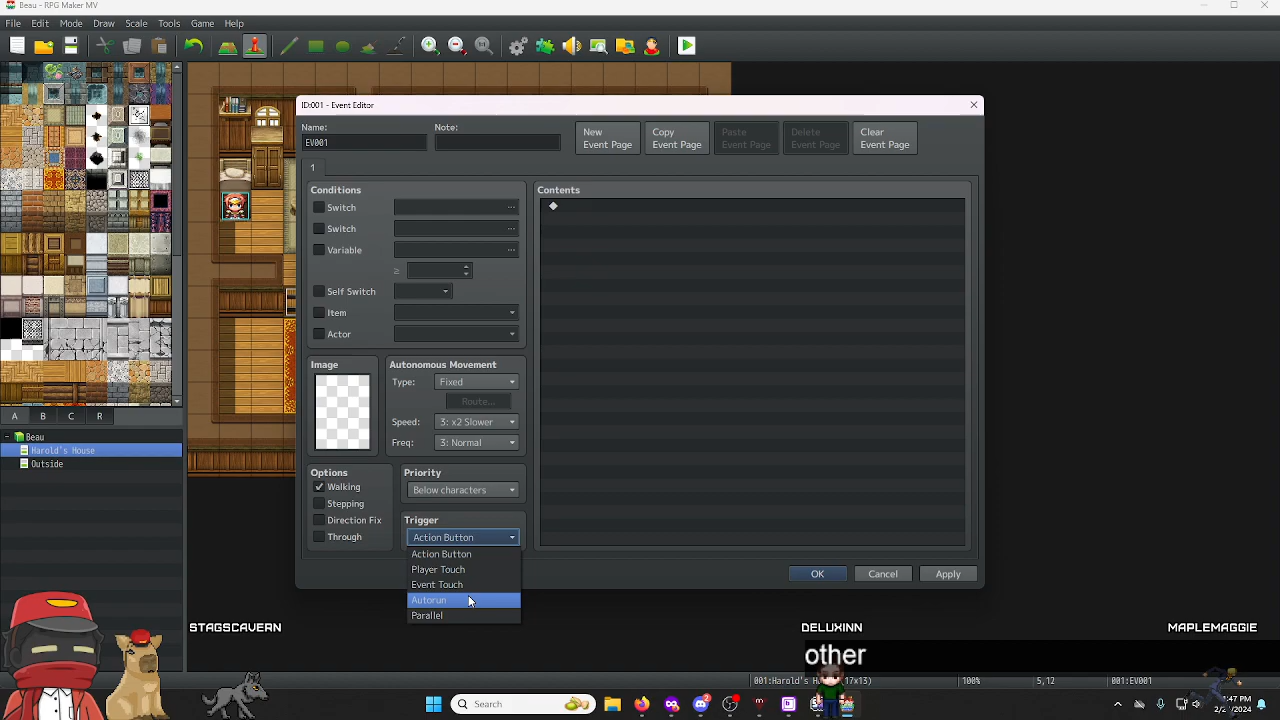 Beau - RPG Maker MV
File Edit Mode Draw Scale Tools Game Help
ID:001 - Event Editor
Name: Note:
EV001
New Event Page
Copy Event Page
Paste Event Page
Delete Event Page
Clear Event Page
1
Conditions
Switch ...
Switch ...
Variable ...
≥
Self Switch
Item
Actor
Contents
◆
Image
Autonomous Movement
Type: Fixed
Route...
Speed: 3: x2 Slower
Freq: 3: Normal
Options
Walking
Stepping
Direction Fix
Through
Priority
Below characters
Trigger
Action Button
Action Button
Player Touch
Event Touch
Autorun
Parallel
OK Cancel Apply
A B C R
Beau
Harold's House
Outside
STAGSCAVERN DELUXINN MAPLEMAGGIE
other
100% 5,12 001:EV001
Search